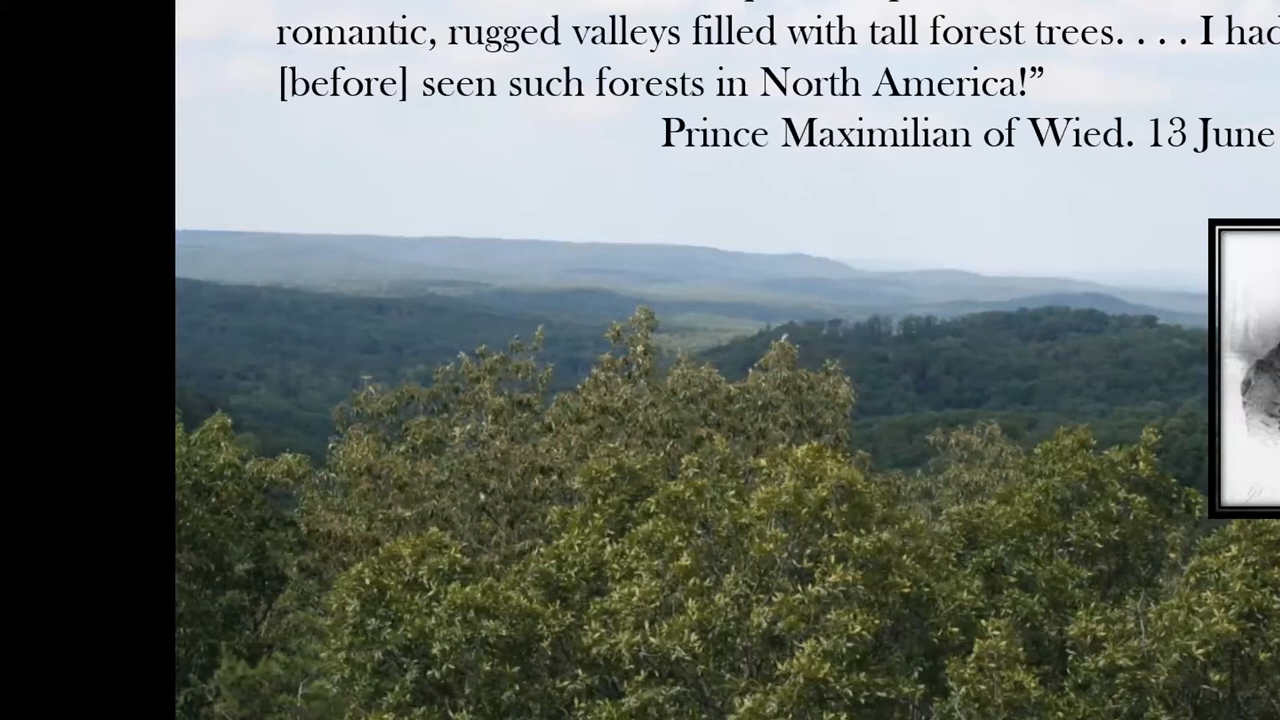 romantic, rugged valleys filled with tall forest trees. . . . I had
[before] seen such forests in North America!”
Prince Maximilian of Wied. 13 June